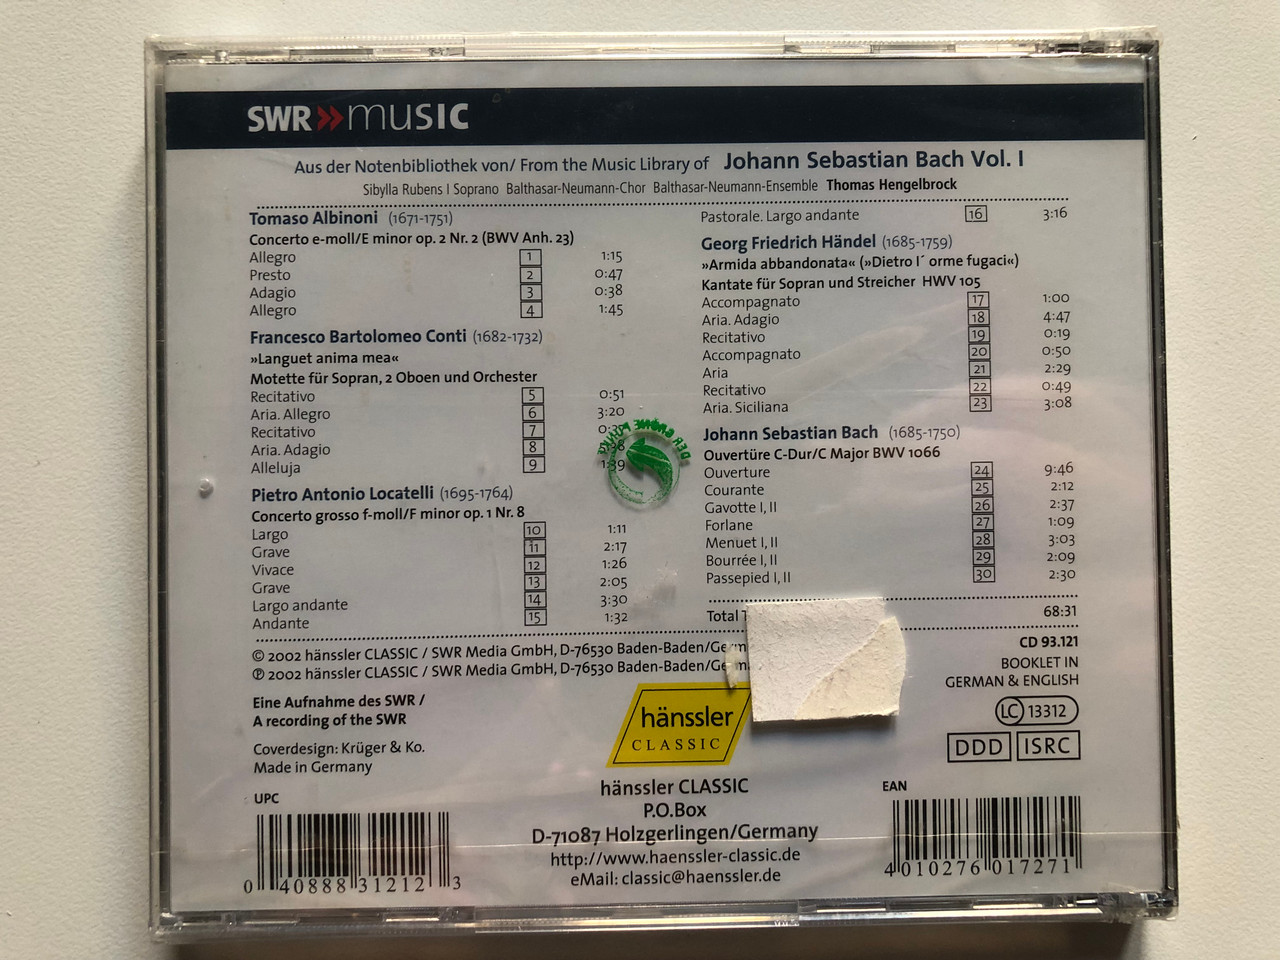 SWR»music
Aus der Notenbibliothek von/ From the Music Library of Johann Sebastian Bach Vol. I
Sibylla Rubens I Soprano Balthasar-Neumann-Chor Balthasar-Neumann-Ensemble Thomas Hengelbrock
Tomaso Albinoni (1671-1751)
Concerto e-moll/E minor op. 2 Nr. 2 (BWV Anh. 23)
Allegro 1 1:15
Presto 2 0:47
Adagio 3 0:38
Allegro 4 1:45
Francesco Bartolomeo Conti (1682-1732)
»Languet anima mea«
Motette für Sopran, 2 Oboen und Orchester
Recitativo 5 0:51
Aria. Allegro 6 3:20
Recitativo 7
Aria. Adagio 8
Alleluja 9 1:39
Pietro Antonio Locatelli (1695-1764)
Concerto grosso f-moll/F minor op. 1 Nr. 8
Largo 10 1:11
Grave 11 2:17
Vivace 12 1:26
Grave 13 2:05
Largo andante 14 3:30
Andante 15 1:32
Pastorale. Largo andante 16 3:16
Georg Friedrich Händel (1685-1759)
»Armida abbandonata« (»Dietro l´ orme fugaci«)
Kantate für Sopran und Streicher HWV 105
Accompagnato 17 1:00
Aria. Adagio 18 4:47
Recitativo 19 0:19
Accompagnato 20 0:50
Aria 21 2:29
Recitativo 22 0:49
Aria. Siciliana 23 3:08
Johann Sebastian Bach (1685-1750)
Ouvertüre C-Dur/C Major BWV 1066
Ouverture 24 9:46
Courante 25 2:12
Gavotte I, II 26 2:37
Forlane 27 1:09
Menuet I, II 28 3:03
Bourrée I, II 29 2:09
Passepied I, II 30 2:30
Total 68:31
DER GRÜNE PUNKT
© 2002 hänssler CLASSIC / SWR Media GmbH, D-76530 Baden-Baden/Germ
℗ 2002 hänssler CLASSIC / SWR Media GmbH, D-76530 Baden-Baden/Germ
Eine Aufnahme des SWR /
A recording of the SWR
Coverdesign: Krüger & Ko.
Made in Germany
hänssler
CLASSIC
CD 93.121
BOOKLET IN
GERMAN & ENGLISH
LC 13312
DDD ISRC
hänssler CLASSIC
P.O.Box
D-71087 Holzgerlingen/Germany
http://www.haenssler-classic.de
eMail: classic@haenssler.de
UPC
0 40888 31212 3
EAN
4 010276 017271